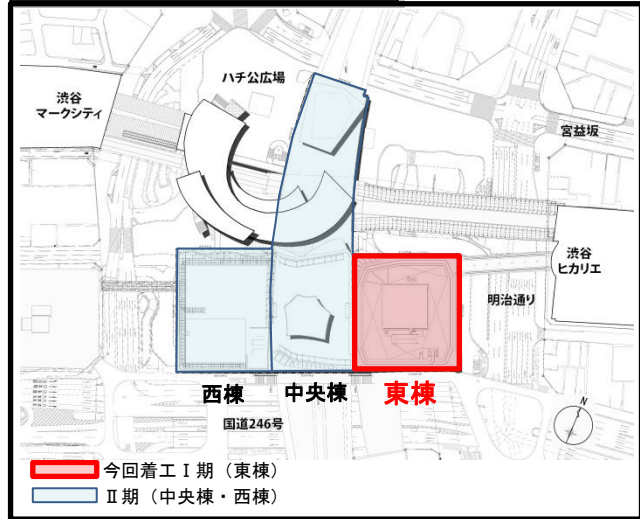 ハチ公広場
渋谷
マークシティ
宮益坂
渋谷
ヒカリエ
明治通り
西棟
中央棟
東棟
国道246号
N
今回着工Ⅰ期（東棟）
Ⅱ期（中央棟・西棟）